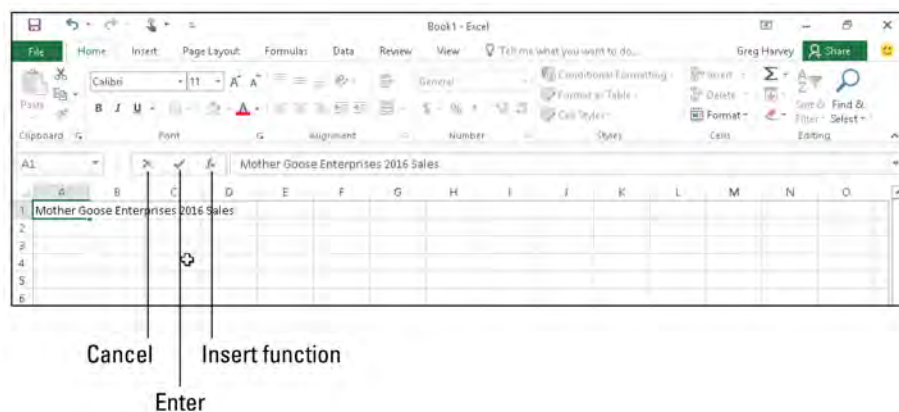 Book1 - Excel
File Home Insert Page Layout Formulas Data Review View Tell me what you want to do... Greg Harvey Share
Calibri 11 A A General Conditional Formatting Insert Σ A Z
Paste B I U A $ % , Format as Table Delete Sort & Find &
Cell Styles Format Filter Select
Clipboard Font Alignment Number Styles Cells Editing
A1 fx Mother Goose Enterprises 2016 Sales
A B C D E F G H I J K L M N O
1 Mother Goose Enterprises 2016 Sales
2
3
4
5
6
Cancel Insert function
Enter